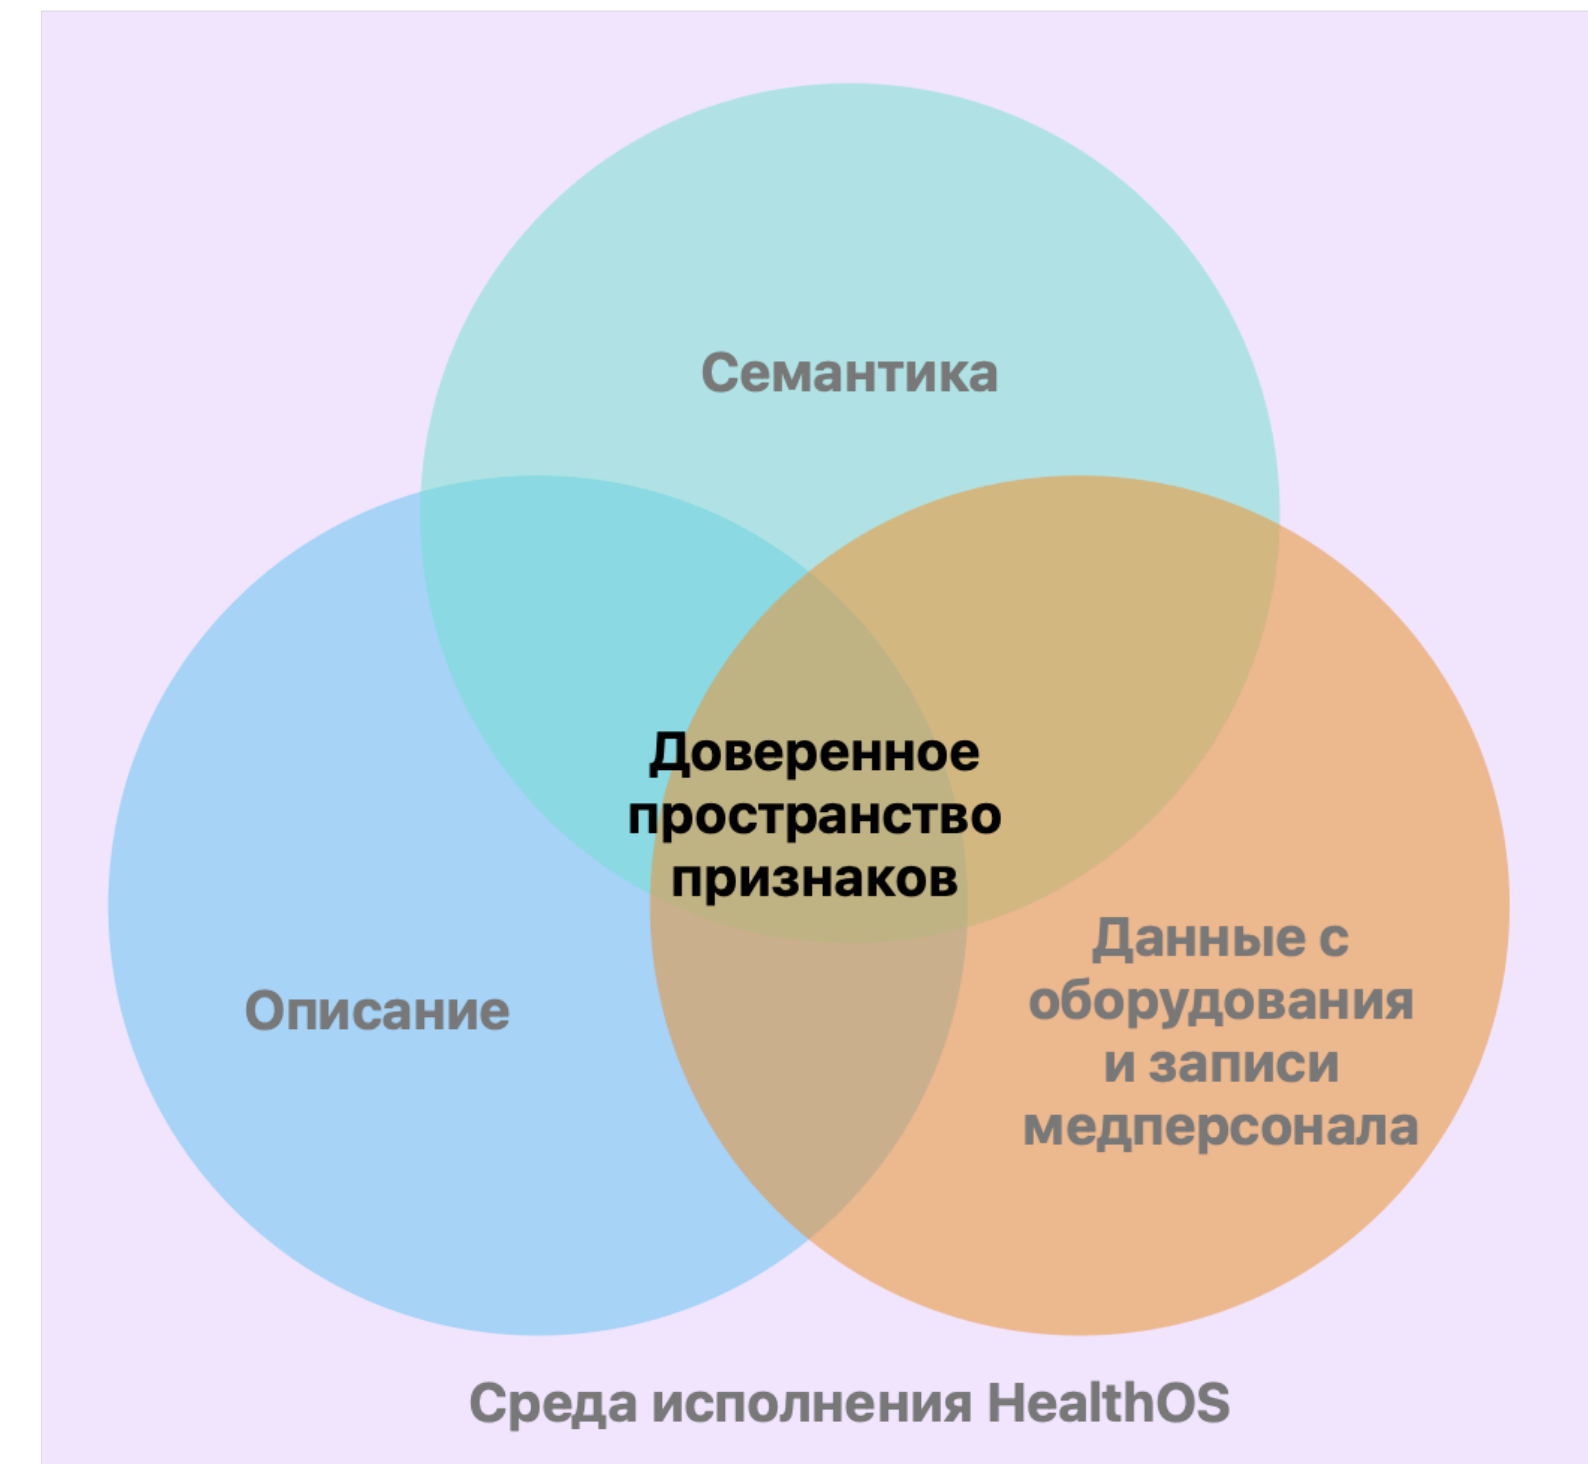 Семантика
Доверенное
пространство
признаков
Описание
Данные с
оборудования
и записи
медперсонала
Среда исполнения HealthOS